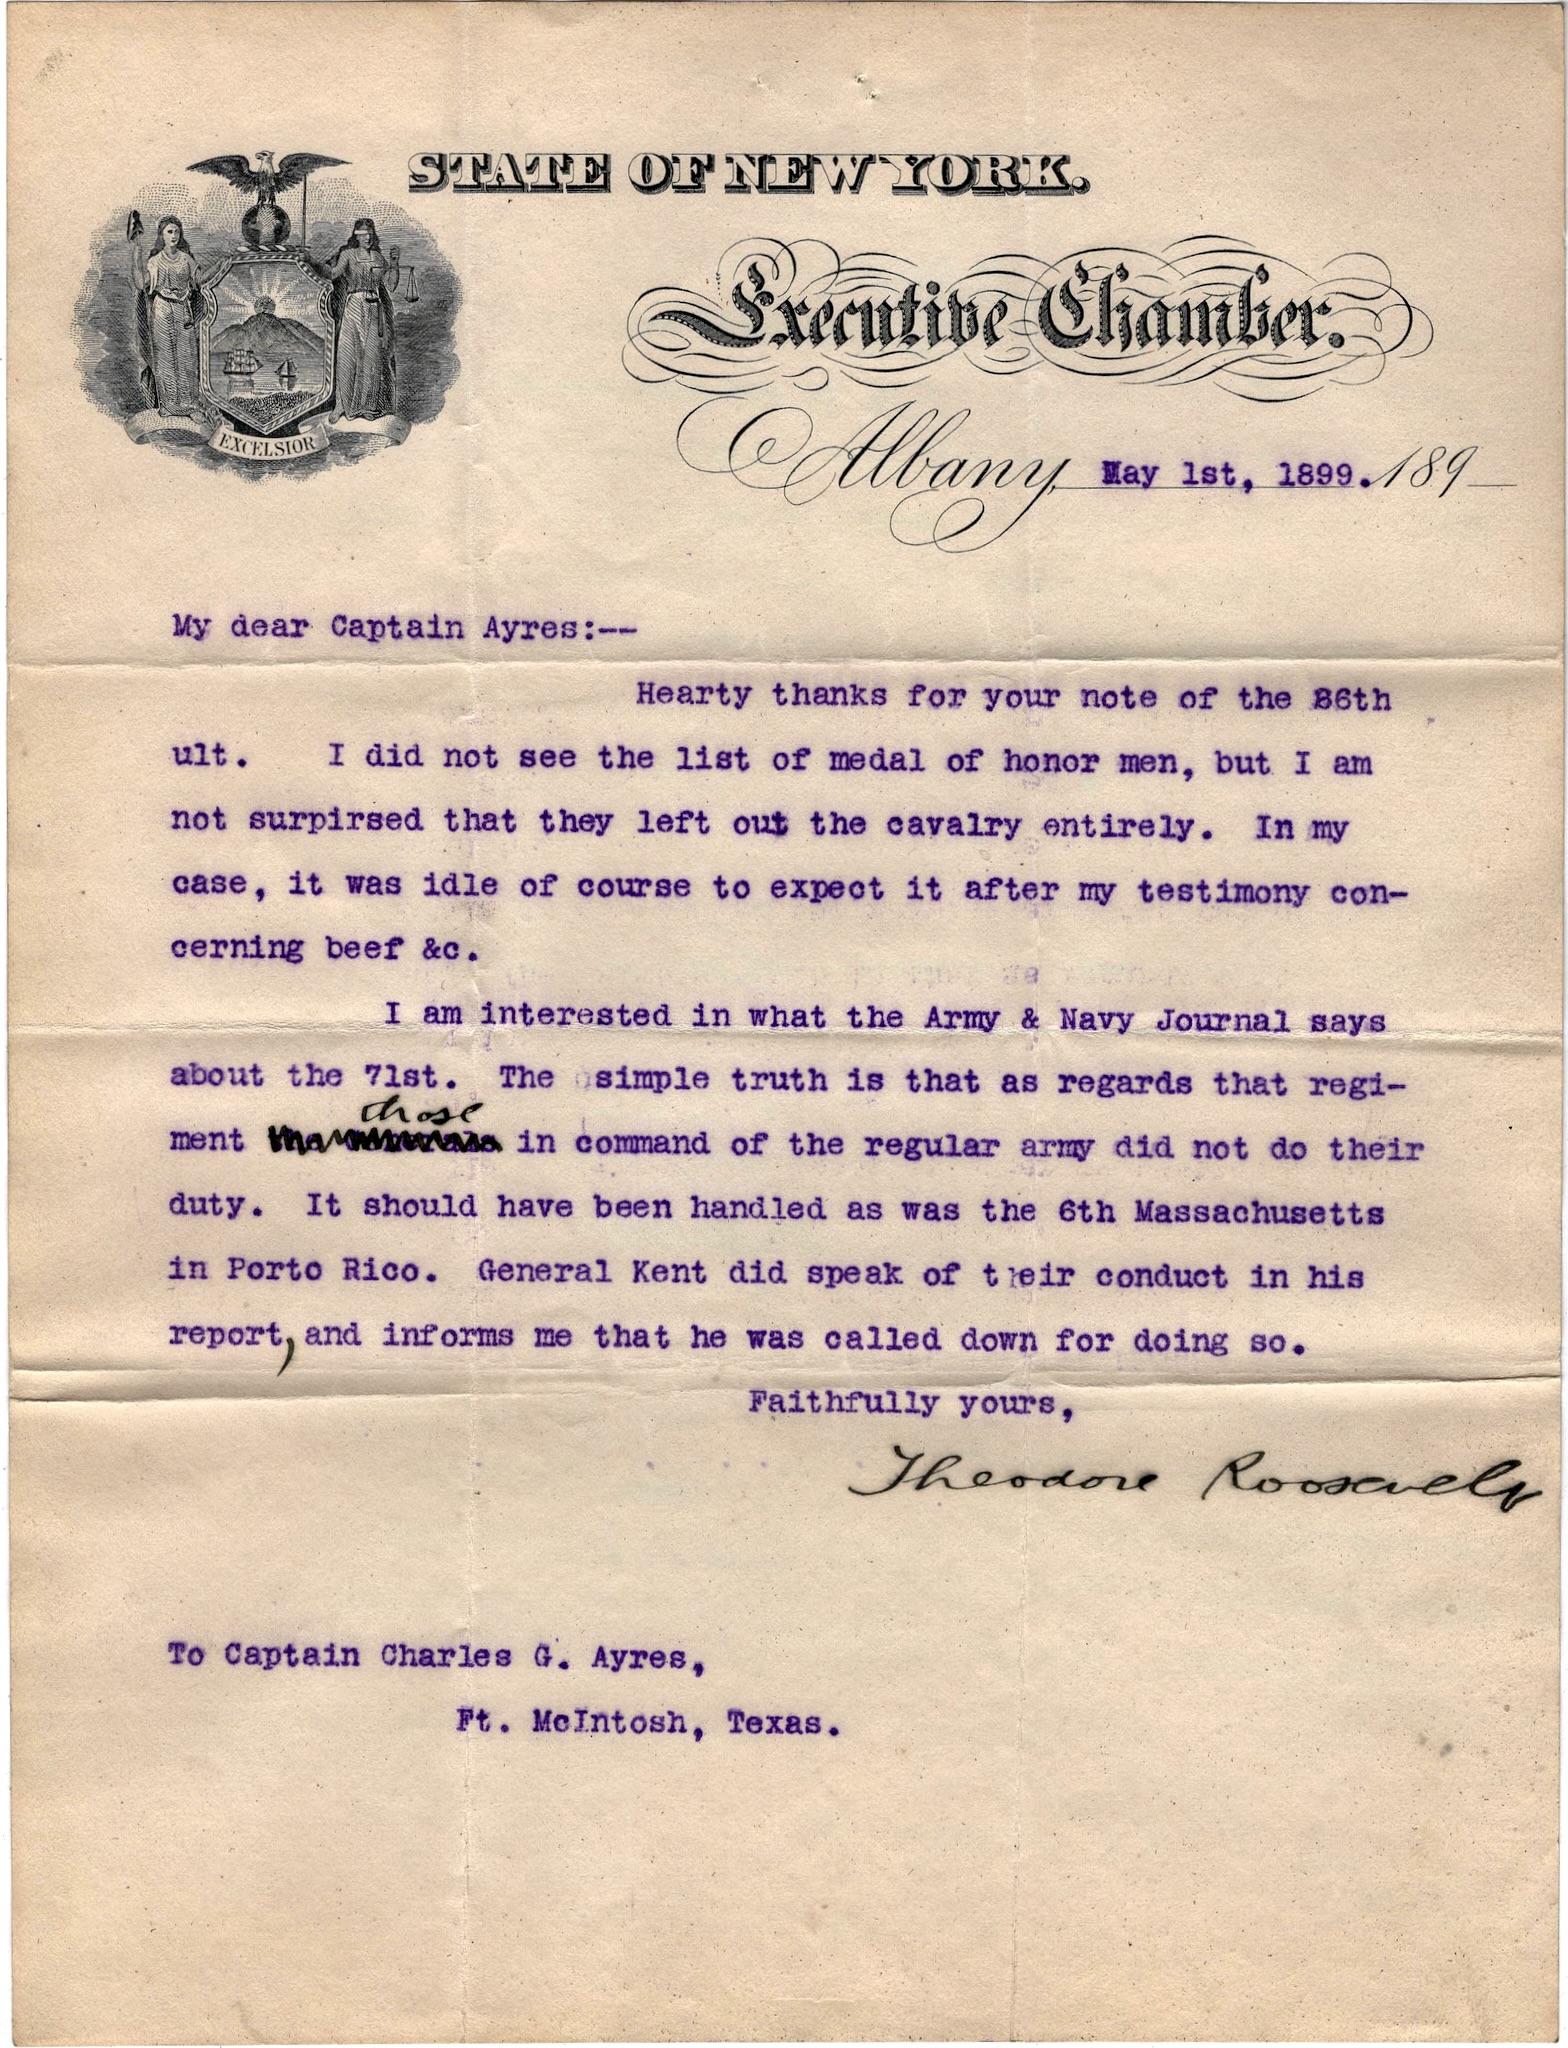 STATE OF NEW YORK.
Executive Chamber.
EXCELSIOR
Albany, May 1st, 1899. 189
My dear Captain Ayres:--
Hearty thanks for your note of the 26th
ult. I did not see the list of medal of honor men, but I am
not surpirsed that they left out the cavalry entirely. In my
case, it was idle of course to expect it after my testimony con-
cerning beef &c.
I am interested in what the Army & Navy Journal says
about the 71st. The simple truth is that as regards that regi-
those
ment in command of the regular army did not do their
duty. It should have been handled as was the 6th Massachusetts
in Porto Rico. General Kent did speak of their conduct in his
report, and informs me that he was called down for doing so.
Faithfully yours,
Theodore Roosevelt
To Captain Charles G. Ayres,
Ft. McIntosh, Texas.